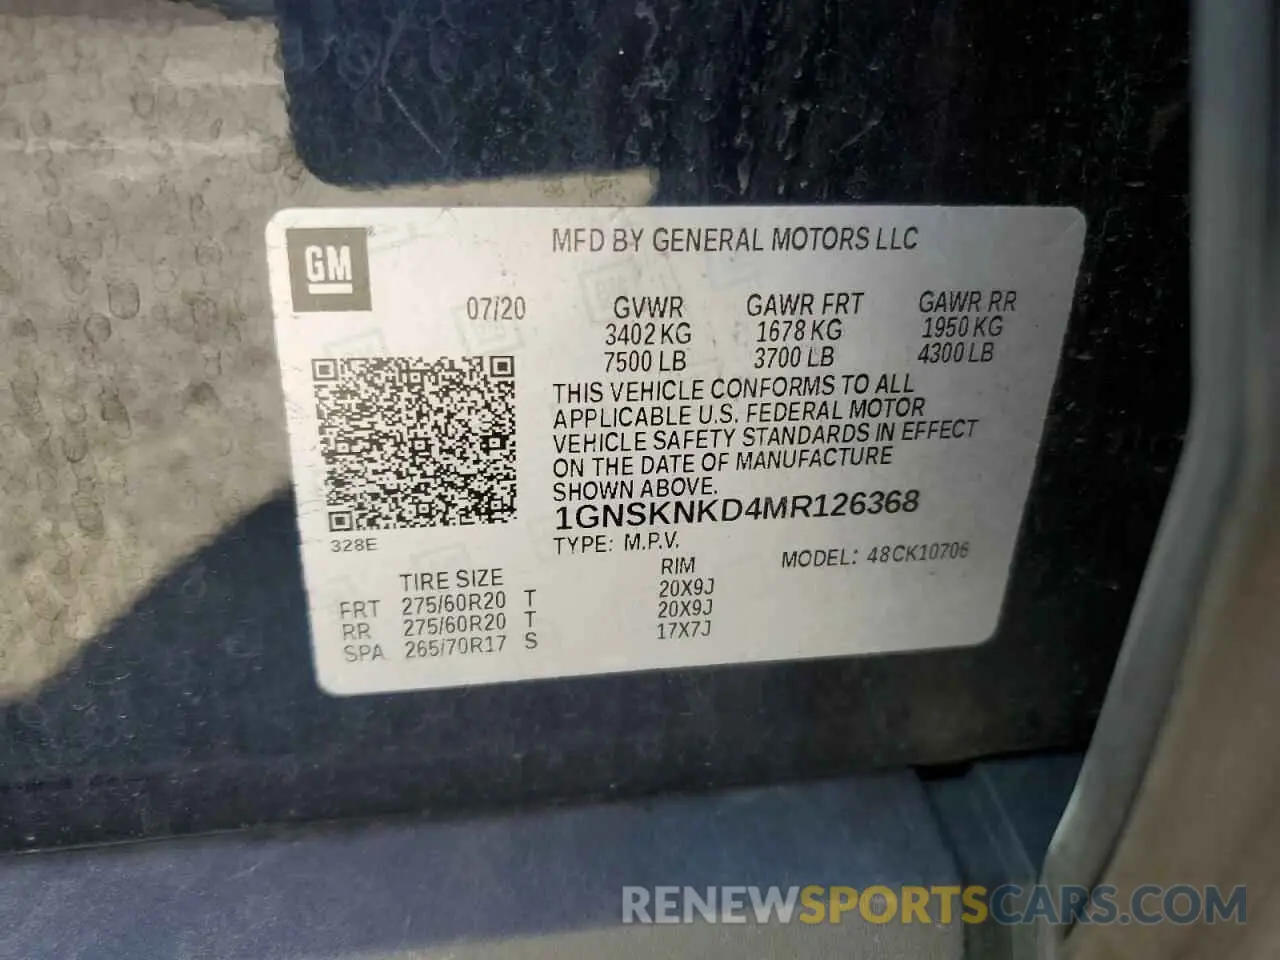 GM
MFD BY GENERAL MOTORS LLC
07/20 GVWR GAWR FRT GAWR RR
3402 KG 1678 KG 1950 KG
7500 LB 3700 LB 4300 LB
THIS VEHICLE CONFORMS TO ALL
APPLICABLE U.S. FEDERAL MOTOR
VEHICLE SAFETY STANDARDS IN EFFECT
ON THE DATE OF MANUFACTURE
SHOWN ABOVE.
1GNSKNKD4MR126368
328E
TYPE: M.P.V. MODEL: 48CK10706
TIRE SIZE RIM
FRT 275/60R20 T 20X9J
RR 275/60R20 T 20X9J
SPA 265/70R17 S 17X7J
RENEWSPORTSCARS.COM